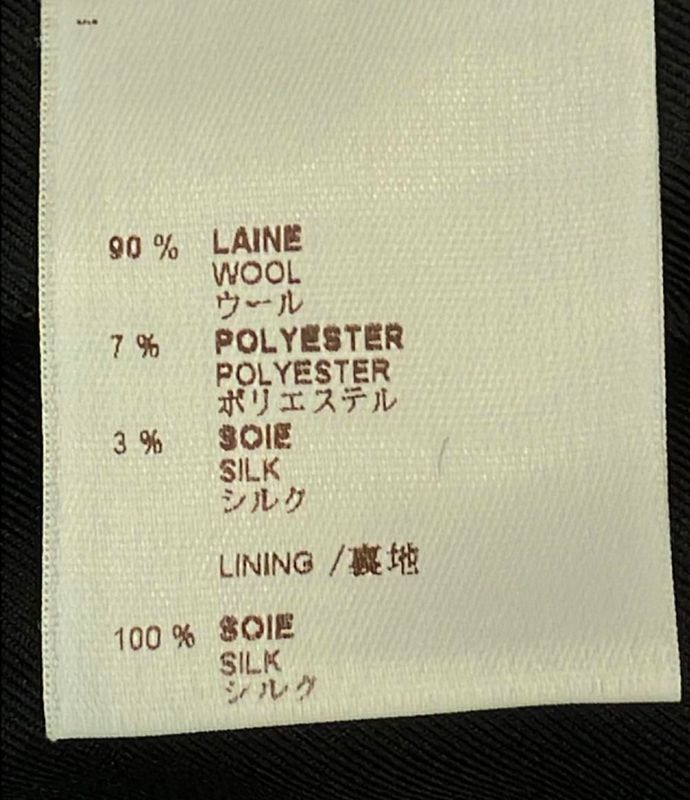 90 % LAINE
WOOL
ウール
7 % POLYESTER
POLYESTER
ポリエステル
3 % SOIE
SILK
シルク
LINING /裏地
100 % SOIE
SILK
シルク